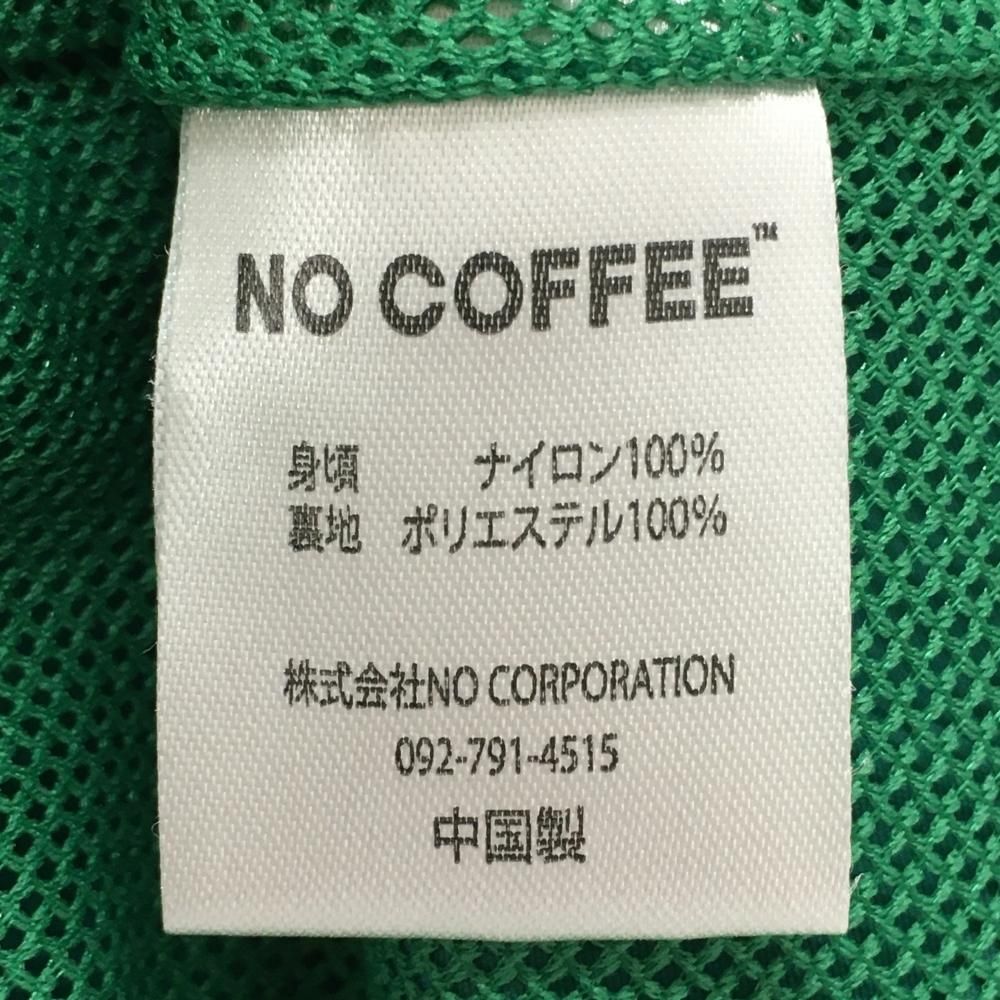 NO COFFEE™
身頃 ナイロン100%
裏地 ポリエステル100%
株式会社NO CORPORATION
092-791-4515
中国製